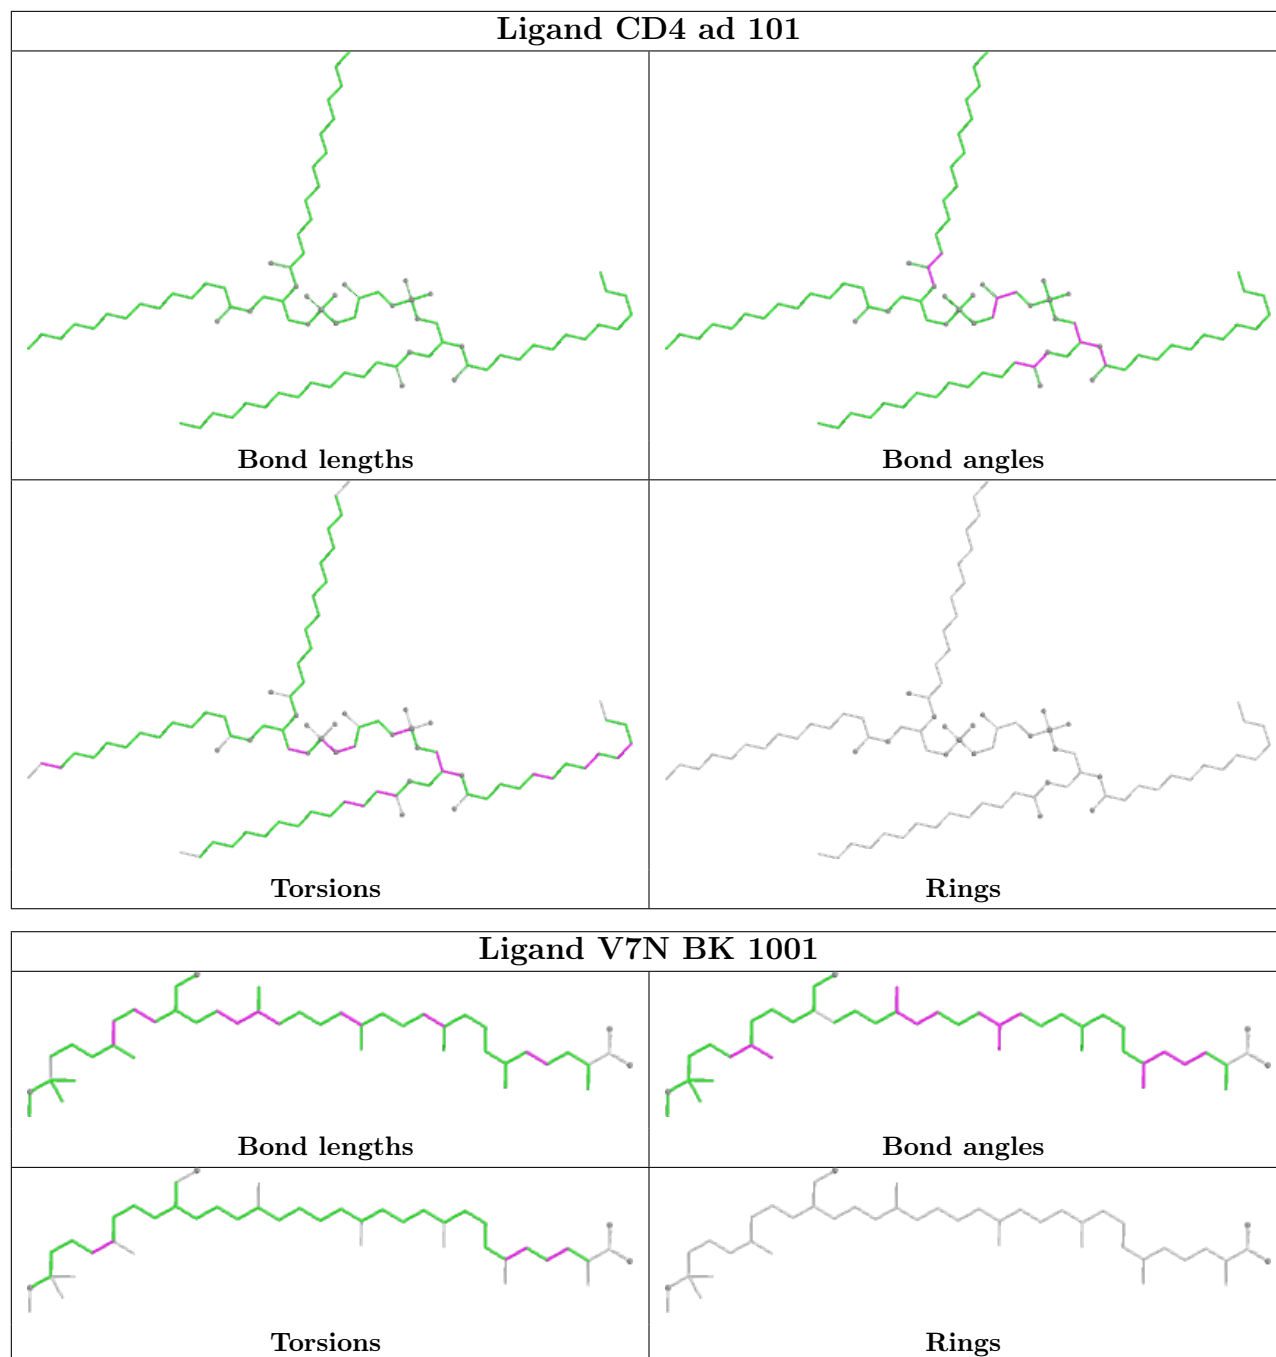 Ligand CD4 ad 101
Bond lengths
Bond angles
Torsions
Rings
Ligand V7N BK 1001
Bond lengths
Bond angles
Torsions
Rings